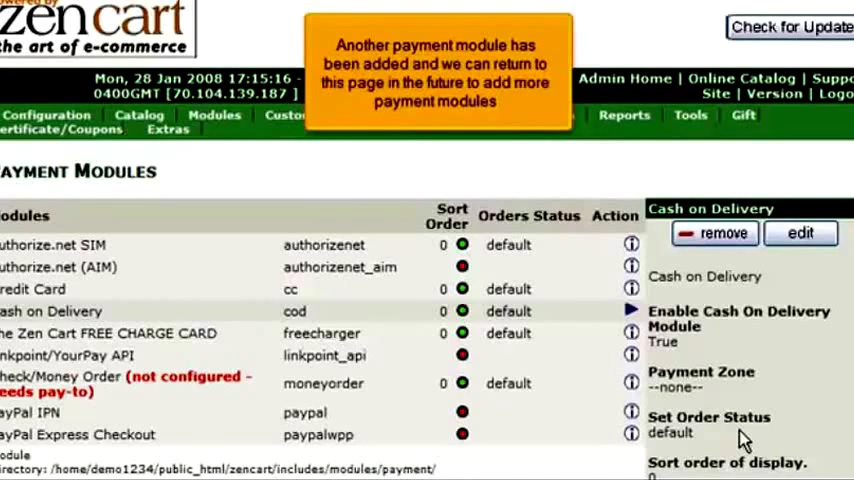 zen cart
the art of e-commerce
Check for Update
Another payment module has
been added and we can return to
this page in the future to add more
payment modules
Mon, 28 Jan 2008 17:15:16 -
0400GMT [70.104.139.187 ]
Admin Home | Online Catalog | Suppo
Site | Version | Logo
Configuration | Catalog | Modules | Custo
Reports | Tools | Gift
ertificate/Coupons | Extras
AYMENT MODULES
odules Sort Order Orders Status Action
uthorize.net SIM authorizenet 0 default
uthorize.net (AIM) authorizenet_aim
redit Card cc 0 default
ash on Delivery cod 0 default
he Zen Cart FREE CHARGE CARD freecharger 0 default
inkpoint/YourPay API linkpoint_api
heck/Money Order (not configured -
eeds pay-to) moneyorder 0 default
ayPal IPN paypal
ayPal Express Checkout paypalwpp
odule
irectory: /home/demo1234/public_html/zencart/includes/modules/payment/
Cash on Delivery
remove edit
Cash on Delivery
Enable Cash On Delivery
Module
True
Payment Zone
--none--
Set Order Status
default
Sort order of display.